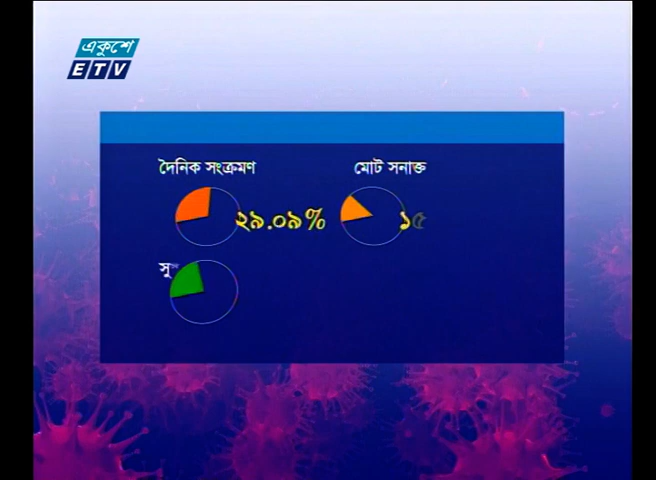 একুশে
ETV
দৈনিক সংক্রমণ
মোট সনাক্ত
২৯.০৯%
১৫
সু